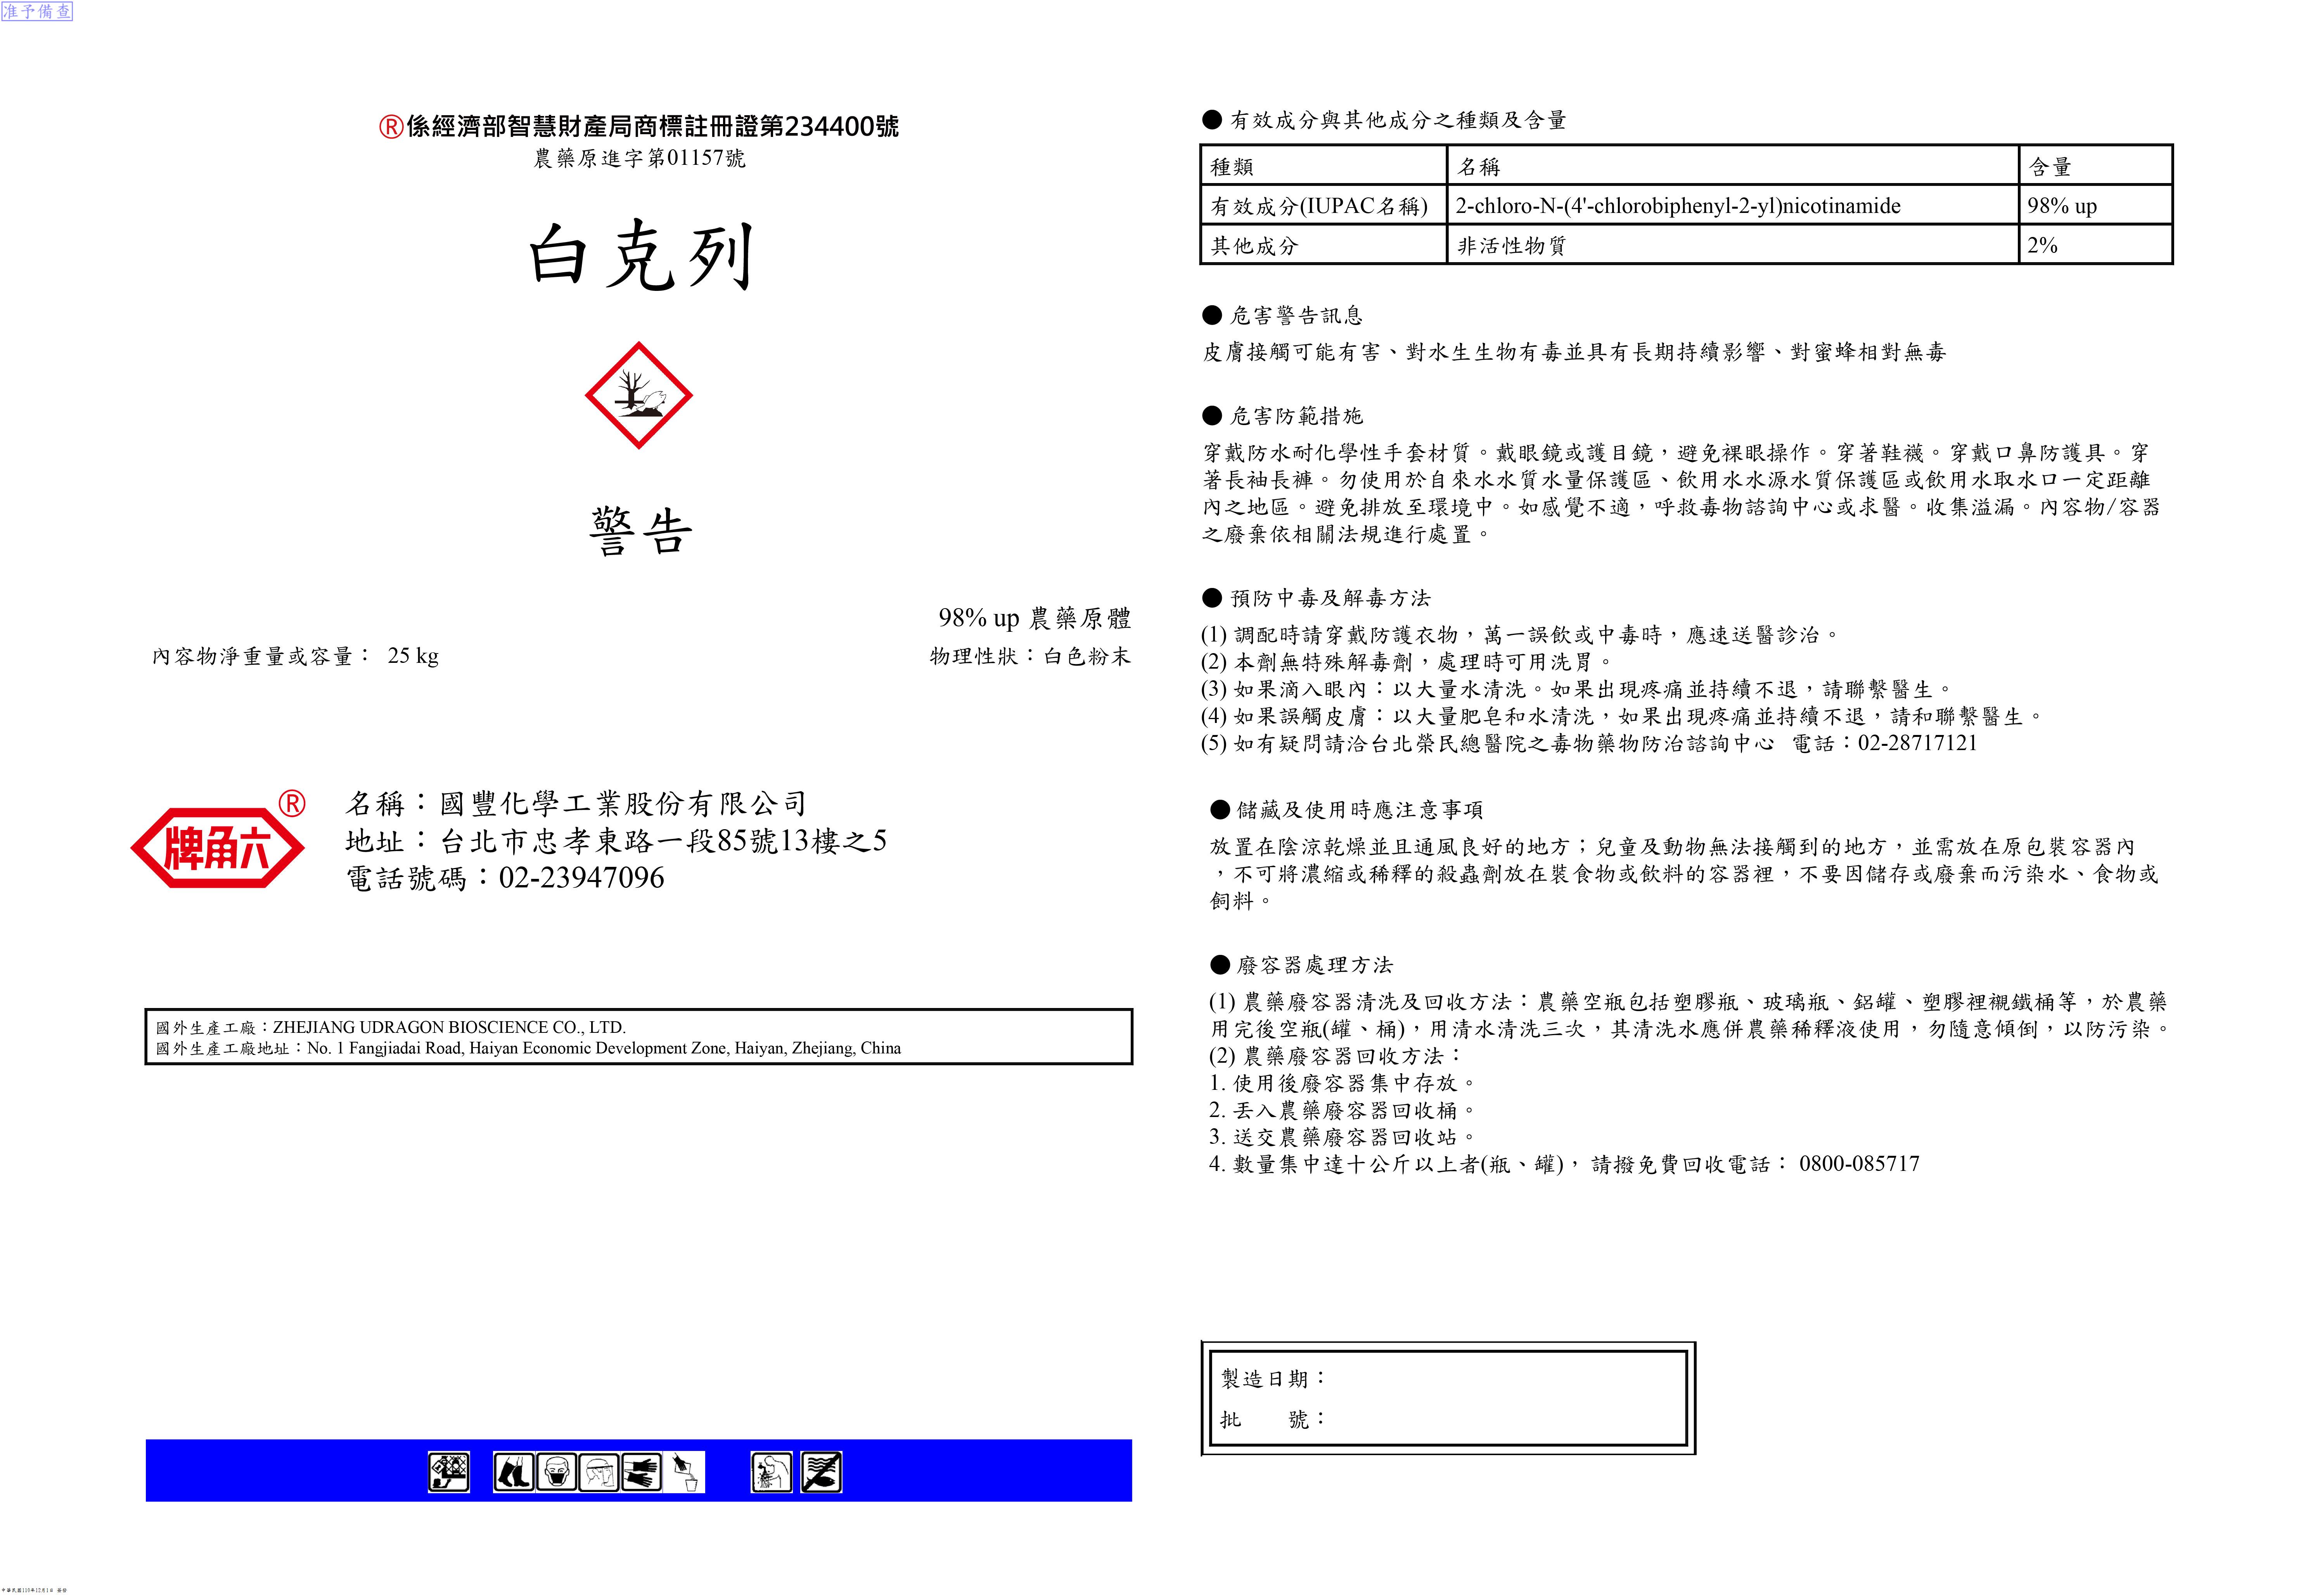 准予備查
®係經濟部智慧財產局商標註冊證第234400號
農藥原進字第01157號
白克列
警告
98% up 農藥原體
內容物淨重量或容量： 25 kg
物理性狀：白色粉末
牌角六®
名稱：國豐化學工業股份有限公司
地址：台北市忠孝東路一段85號13樓之5
電話號碼：02-23947096
國外生產工廠：ZHEJIANG UDRAGON BIOSCIENCE CO., LTD.
國外生產工廠地址：No. 1 Fangjiadai Road, Haiyan Economic Development Zone, Haiyan, Zhejiang, China
● 有效成分與其他成分之種類及含量
種類 名稱 含量
有效成分(IUPAC名稱) 2-chloro-N-(4'-chlorobiphenyl-2-yl)nicotinamide 98% up
其他成分 非活性物質 2%
● 危害警告訊息
皮膚接觸可能有害、對水生生物有毒並具有長期持續影響、對蜜蜂相對無毒
● 危害防範措施
穿戴防水耐化學性手套材質。戴眼鏡或護目鏡，避免裸眼操作。穿著鞋襪。穿戴口鼻防護具。穿
著長袖長褲。勿使用於自來水水質水量保護區、飲用水水源水質保護區或飲用水取水口一定距離
內之地區。避免排放至環境中。如感覺不適，呼救毒物諮詢中心或求醫。收集溢漏。內容物/容器
之廢棄依相關法規進行處置。
● 預防中毒及解毒方法
(1) 調配時請穿戴防護衣物，萬一誤飲或中毒時，應速送醫診治。
(2) 本劑無特殊解毒劑，處理時可用洗胃。
(3) 如果滴入眼內：以大量水清洗。如果出現疼痛並持續不退，請聯繫醫生。
(4) 如果誤觸皮膚：以大量肥皂和水清洗，如果出現疼痛並持續不退，請和聯繫醫生。
(5) 如有疑問請洽台北榮民總醫院之毒物藥物防治諮詢中心 電話：02-28717121
● 儲藏及使用時應注意事項
放置在陰涼乾燥並且通風良好的地方；兒童及動物無法接觸到的地方，並需放在原包裝容器內
，不可將濃縮或稀釋的殺蟲劑放在裝食物或飲料的容器裡，不要因儲存或廢棄而污染水、食物或
飼料。
● 廢容器處理方法
(1) 農藥廢容器清洗及回收方法：農藥空瓶包括塑膠瓶、玻璃瓶、鋁罐、塑膠裡襯鐵桶等，於農藥
用完後空瓶(罐、桶)，用清水清洗三次，其清洗水應併農藥稀釋液使用，勿隨意傾倒，以防污染。
(2) 農藥廢容器回收方法：
1. 使用後廢容器集中存放。
2. 丟入農藥廢容器回收桶。
3. 送交農藥廢容器回收站。
4. 數量集中達十公斤以上者(瓶、罐)， 請撥免費回收電話： 0800-085717
製造日期：
批 號：